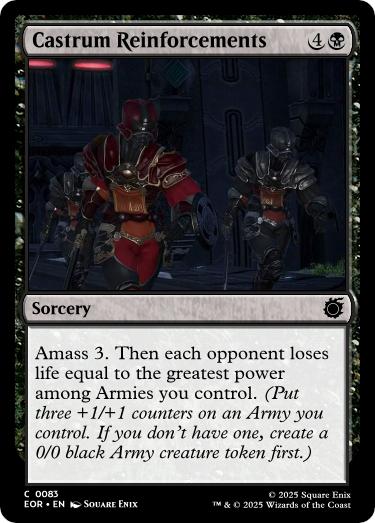 Castrum Reinforcements 4
Sorcery
Amass 3. Then each opponent loses
life equal to the greatest power
among Armies you control. (Put
three +1/+1 counters on an Army you
control. If you don't have one, create a
0/0 black Army creature token first.)
C 0083
EOR • EN Square Enix
© 2025 Square Enix
™ & © 2025 Wizards of the Coast